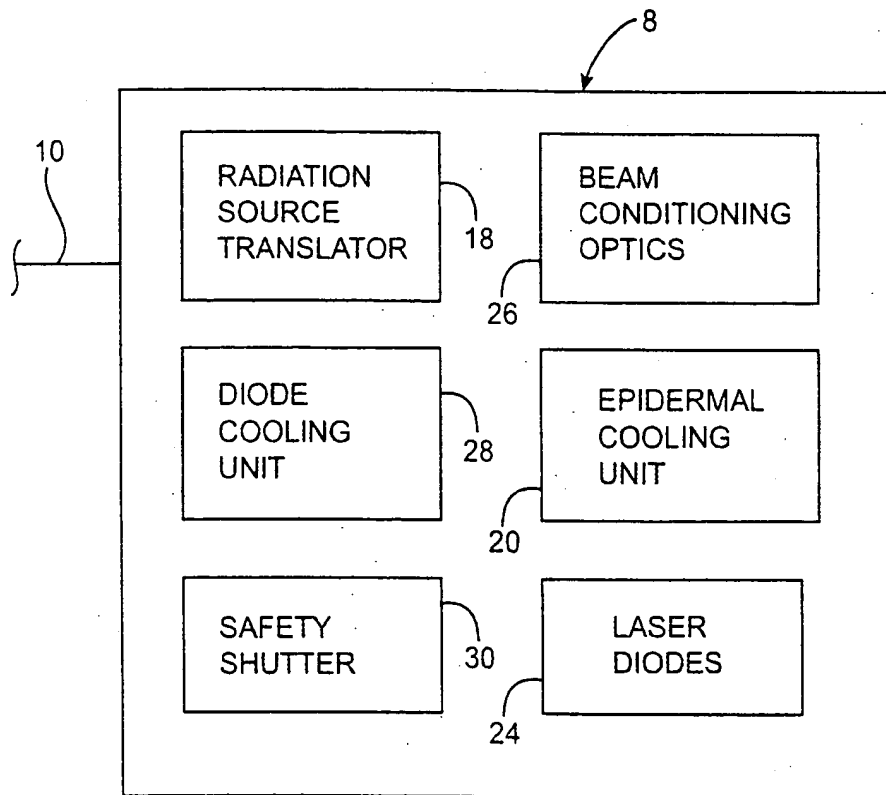 8
10
RADIATION
SOURCE
TRANSLATOR
18
BEAM
CONDITIONING
OPTICS
26
DIODE
COOLING
UNIT
28
EPIDERMAL
COOLING
UNIT
20
SAFETY
SHUTTER
30
LASER
DIODES
24